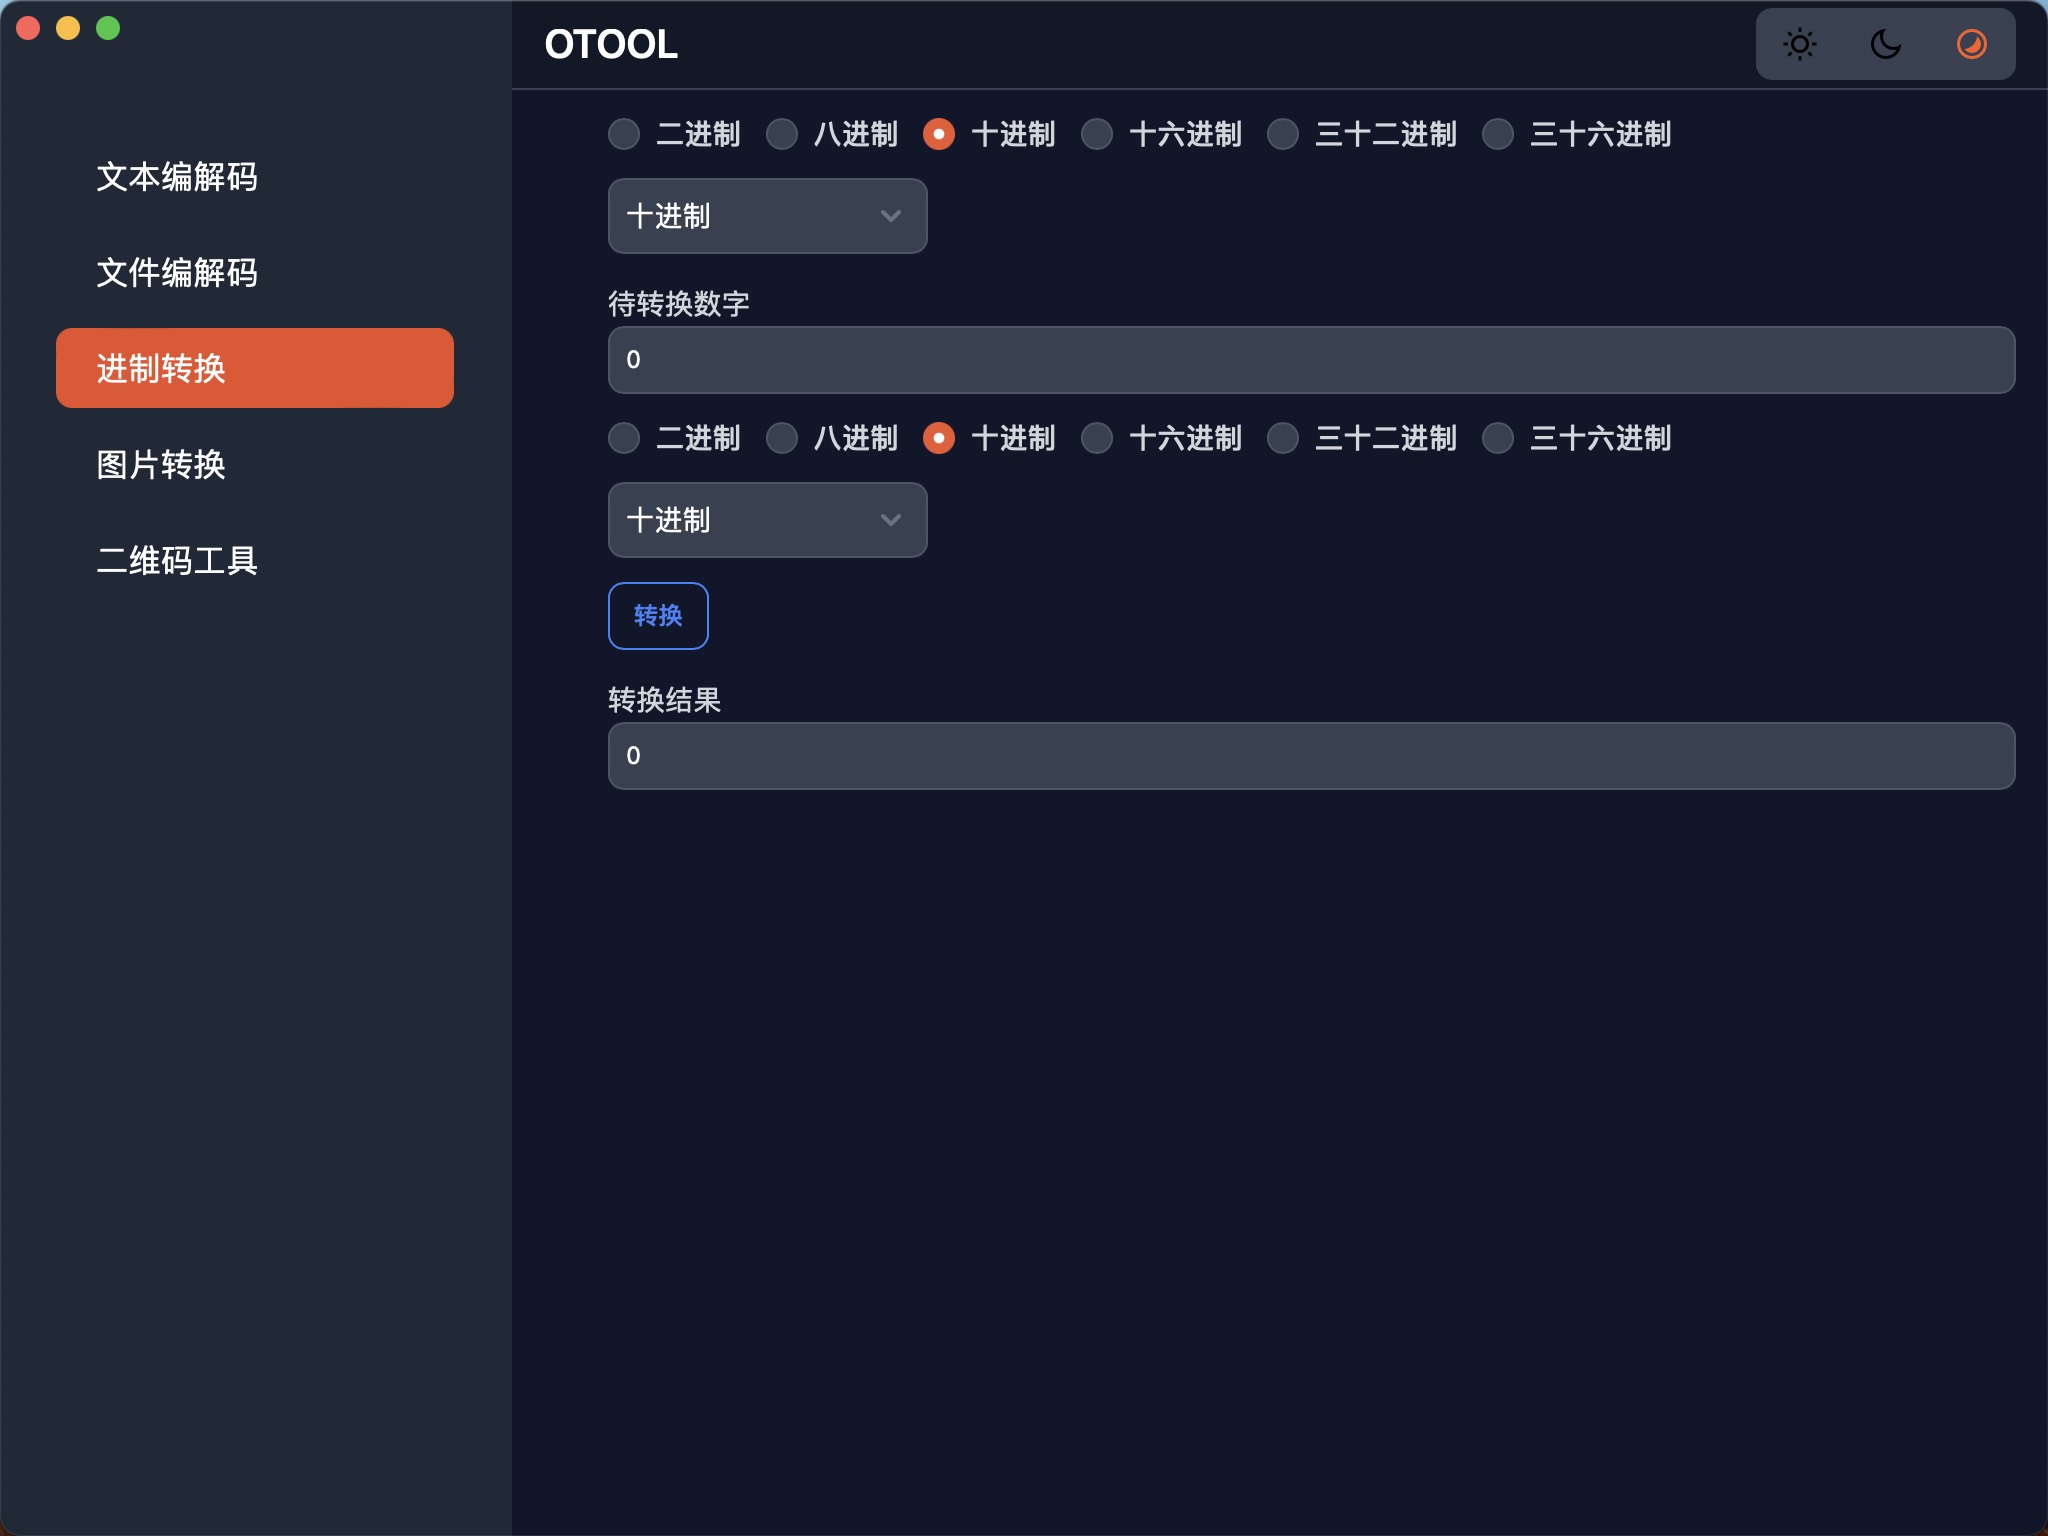 OTOOL
文本编解码
文件编解码
进制转换
图片转换
二维码工具
二进制 八进制 十进制 十六进制 三十二进制 三十六进制
十进制
待转换数字
0
二进制 八进制 十进制 十六进制 三十二进制 三十六进制
十进制
转换
转换结果
0